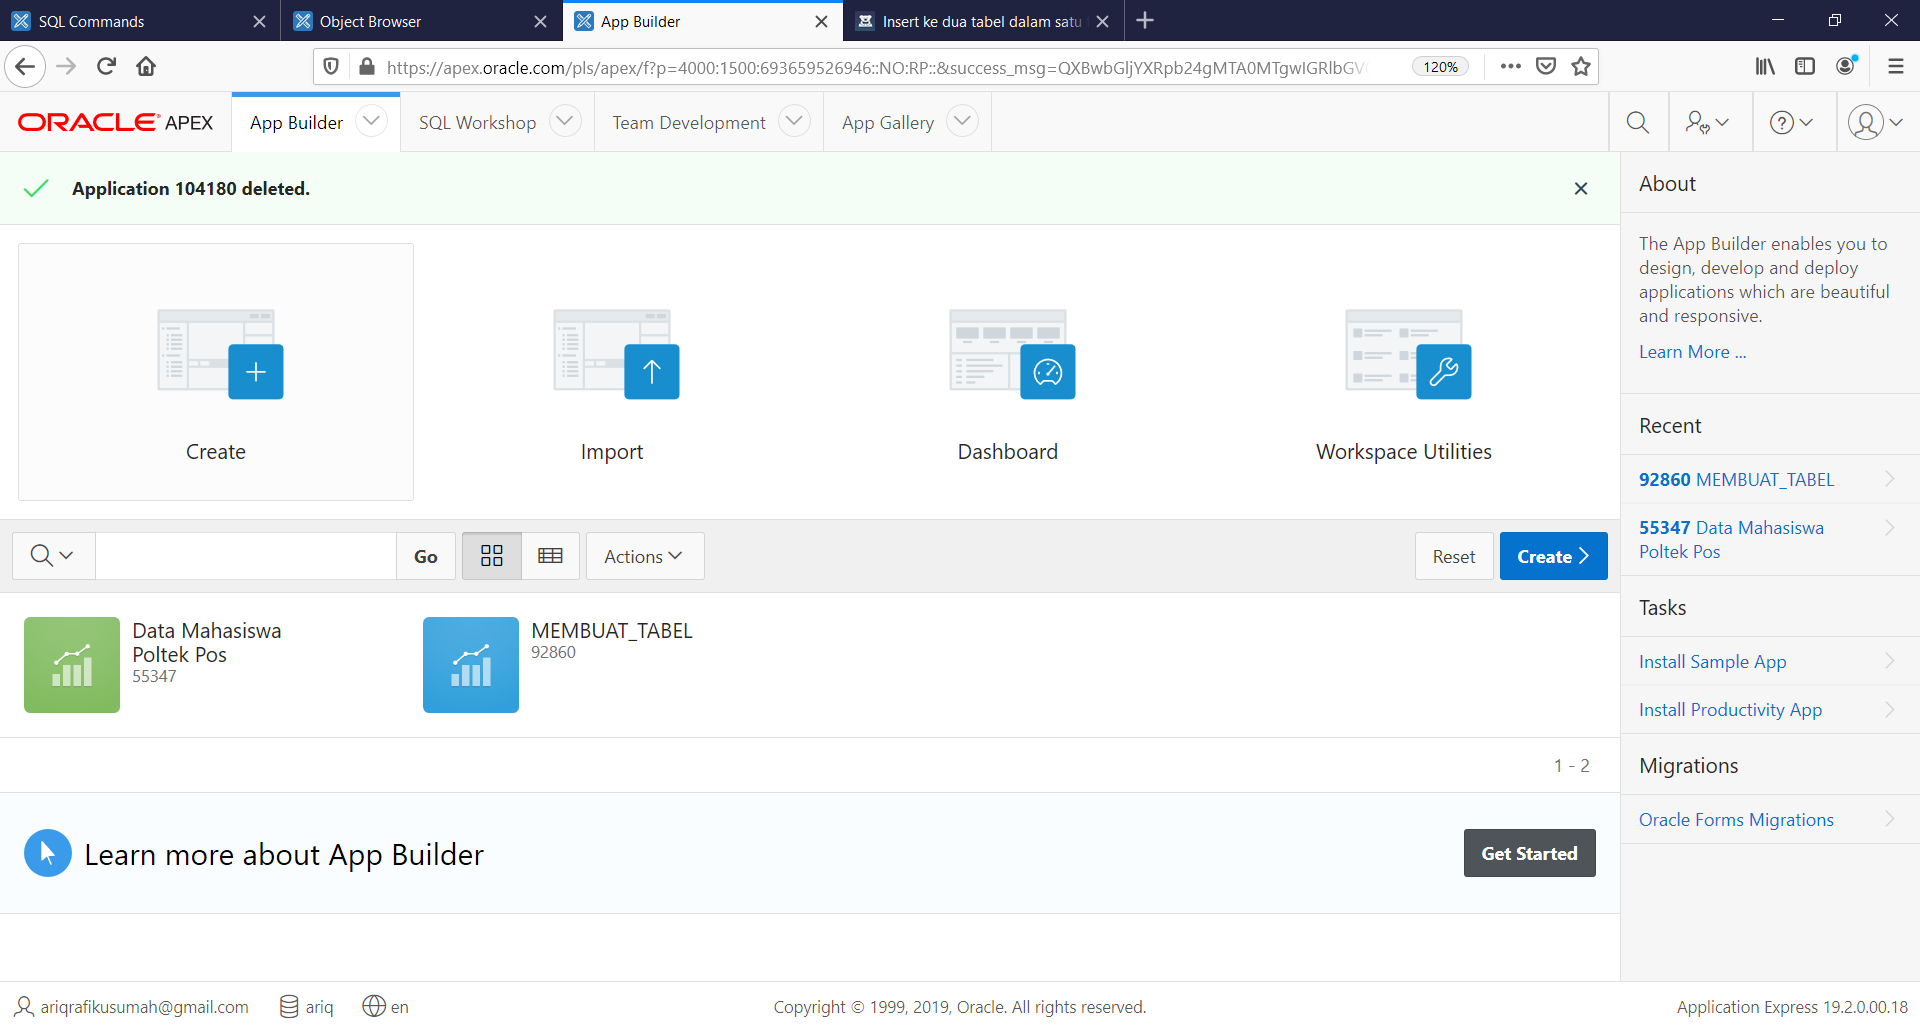 SQL Commands
Object Browser
App Builder
Insert ke dua tabel dalam satu
https://apex.oracle.com/pls/apex/f?p=4000:1500:693659526946::NO:RP::&success_msg=QXBwbGljYXRpb24gMTA0MTgwIGRlbGV
120%
ORACLE APEX
App Builder
SQL Workshop
Team Development
App Gallery
Application 104180 deleted.
Create
Import
Dashboard
Workspace Utilities
Go
Actions
Reset
Create
Data Mahasiswa
Poltek Pos
55347
MEMBUAT_TABEL
92860
1 - 2
Learn more about App Builder
Get Started
About
The App Builder enables you to
design, develop and deploy
applications which are beautiful
and responsive.
Learn More ...
Recent
92860 MEMBUAT_TABEL
55347 Data Mahasiswa
Poltek Pos
Tasks
Install Sample App
Install Productivity App
Migrations
Oracle Forms Migrations
ariqrafikusumah@gmail.com
ariq
en
Copyright © 1999, 2019, Oracle. All rights reserved.
Application Express 19.2.0.00.18